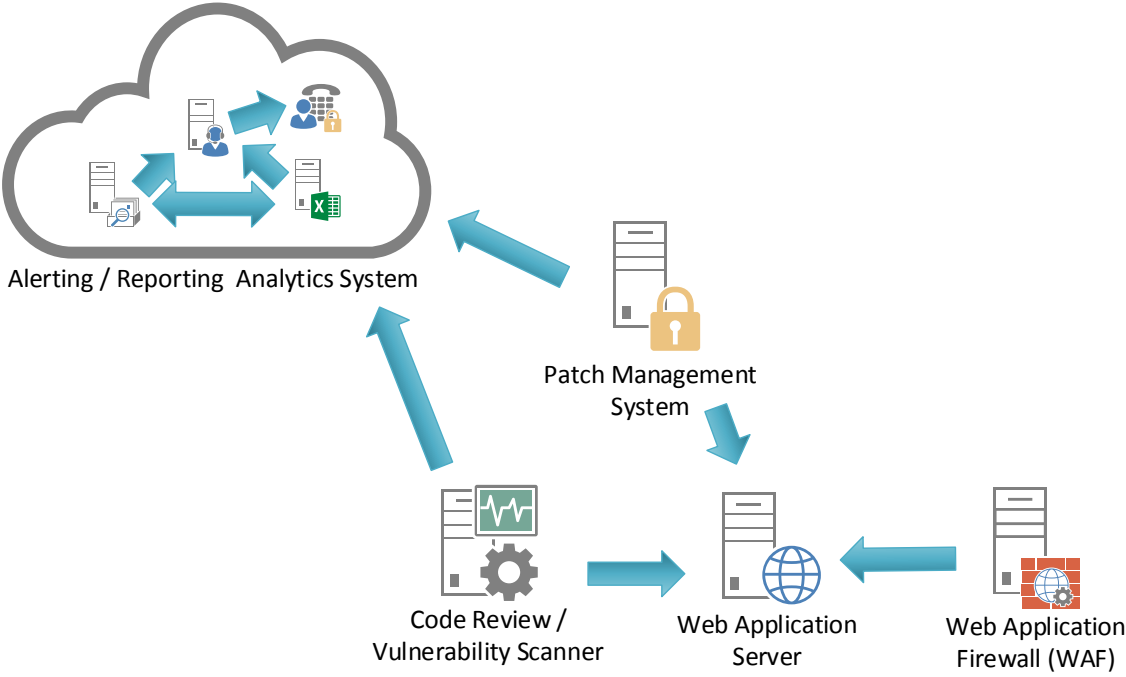 Alerting / Reporting Analytics System
Patch Management
System
Code Review /
Vulnerability Scanner
Web Application
Server
Web Application
Firewall (WAF)
X